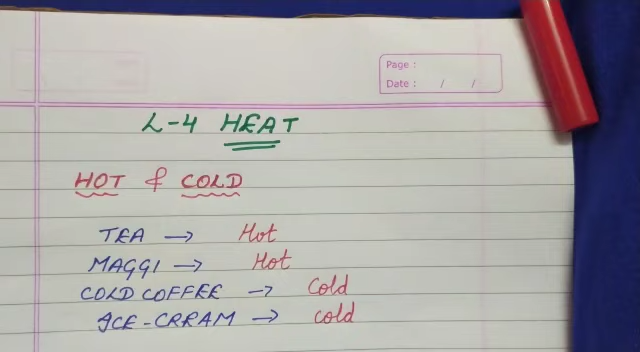 Page :
Date : / /
L-4 HEAT
HOT & COLD
TEA → Hot
MAGGI → Hot
COLD COFFEE → Cold
ICE-CREAM → cold